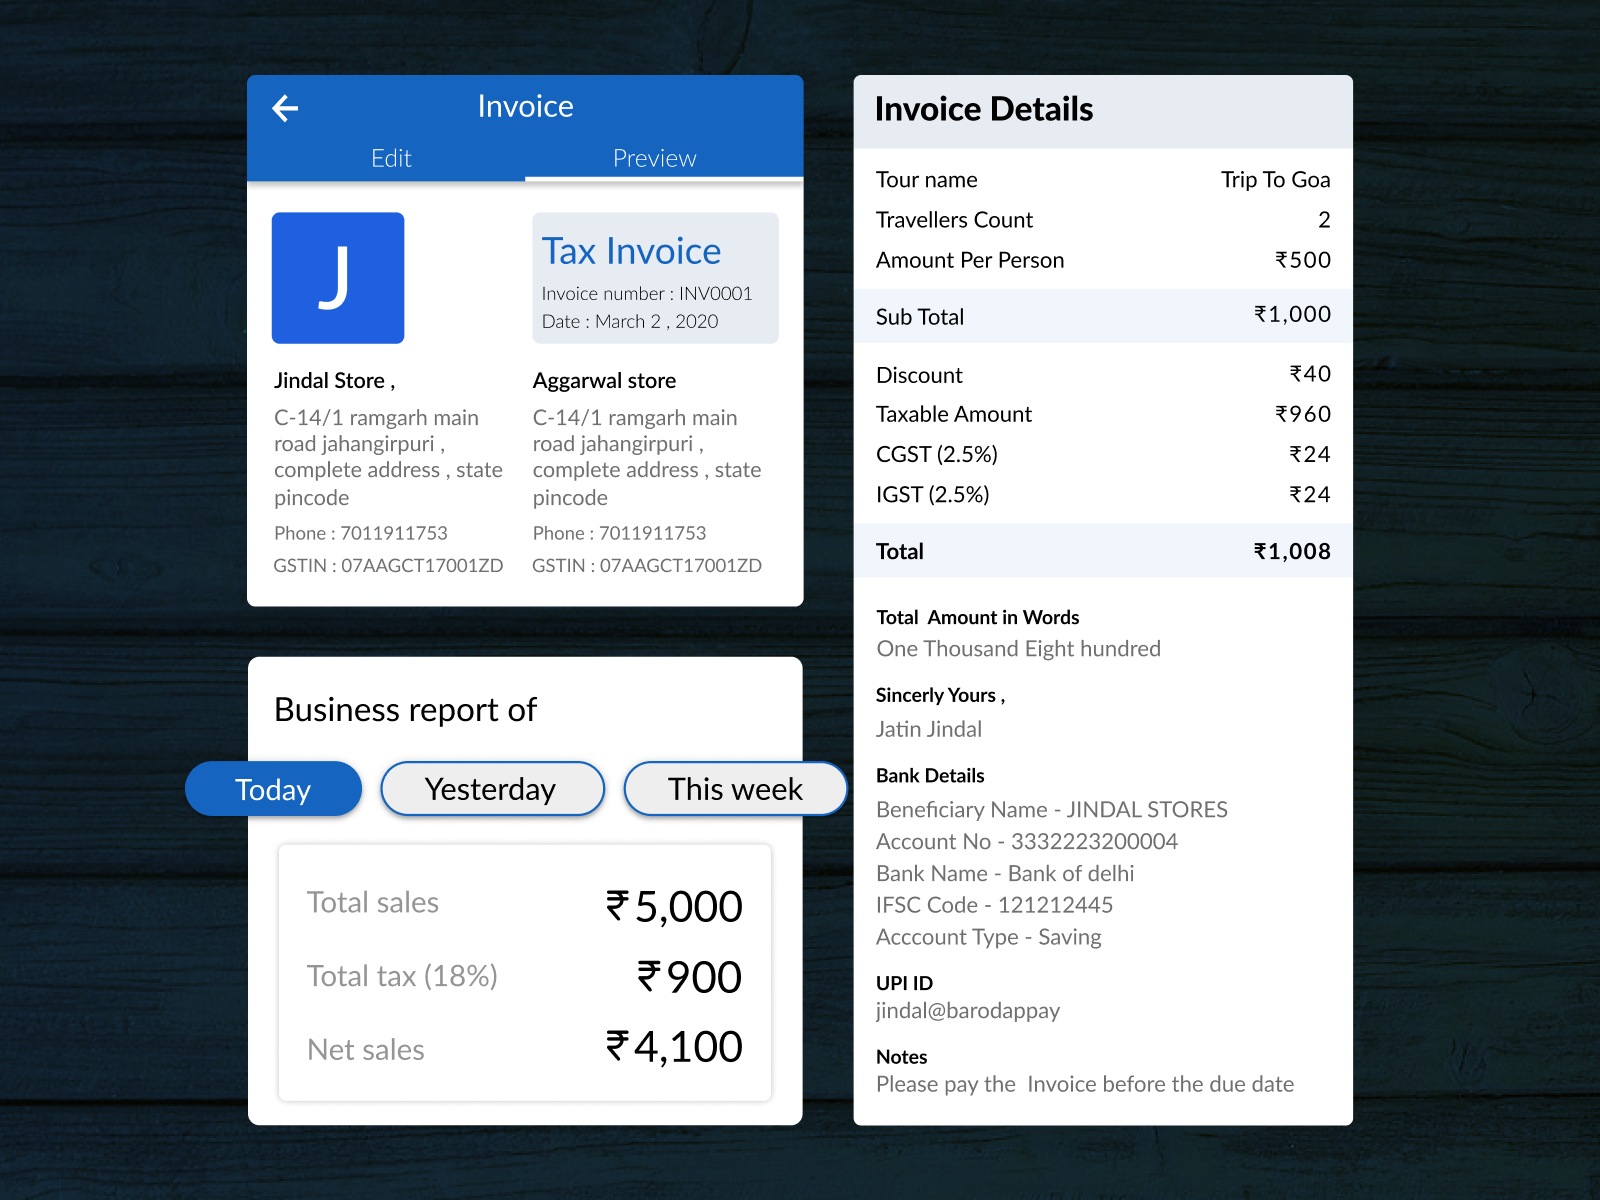 Invoice
Edit
Preview
J
Tax Invoice
Invoice number : INV0001
Date : March 2 , 2020
Jindal Store ,
C-14/1 ramgarh main
road jahangirpuri ,
complete address , state
pincode
Phone : 7011911753
GSTIN : 07AAGCT17001ZD
Aggarwal store
C-14/1 ramgarh main
road jahangirpuri ,
complete address , state
pincode
Phone : 7011911753
GSTIN : 07AAGCT17001ZD
Business report of
Today
Yesterday
This week
Total sales ₹5,000
Total tax (18%) ₹900
Net sales ₹4,100
Invoice Details
Tour name Trip To Goa
Travellers Count 2
Amount Per Person ₹500
Sub Total ₹1,000
Discount ₹40
Taxable Amount ₹960
CGST (2.5%) ₹24
IGST (2.5%) ₹24
Total ₹1,008
Total Amount in Words
One Thousand Eight hundred
Sincerly Yours ,
Jatin Jindal
Bank Details
Beneficiary Name - JINDAL STORES
Account No - 3332223200004
Bank Name - Bank of delhi
IFSC Code - 121212445
Acccount Type - Saving
UPI ID
jindal@barodappay
Notes
Please pay the Invoice before the due date